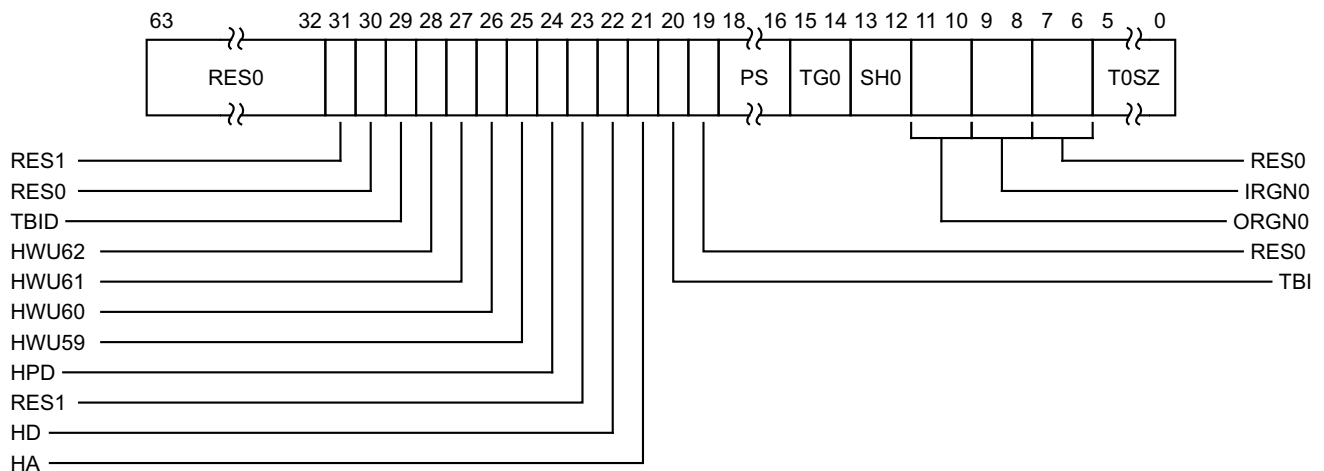 63 32 31 30 29 28 27 26 25 24 23 22 21 20 19 18 16 15 14 13 12 11 10 9 8 7 6 5 0
RES0 PS TG0 SH0 T0SZ
RES1 RES0
RES0 IRGN0
TBID ORGN0
HWU62 RES0
HWU61 TBI
HWU60
HWU59
HPD
RES1
HD
HA